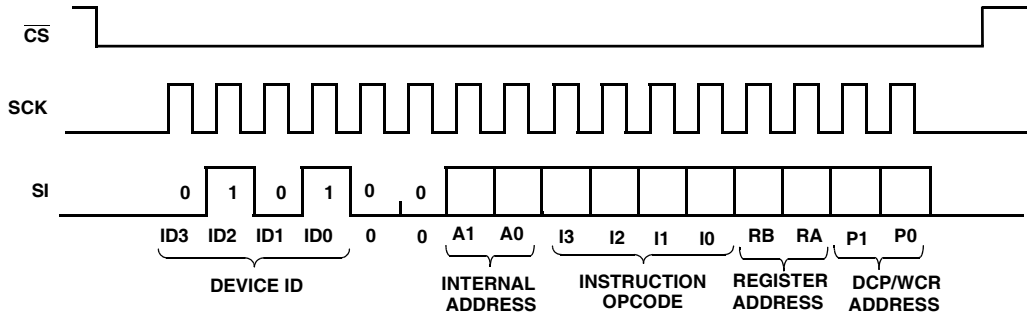 CS
SCK
SI
0 1 0 1 0 0
ID3 ID2 ID1 ID0 0 0 A1 A0 I3 I2 I1 I0 RB RA P1 P0
DEVICE ID
INTERNAL
ADDRESS
INSTRUCTION
OPCODE
REGISTER
ADDRESS
DCP/WCR
ADDRESS